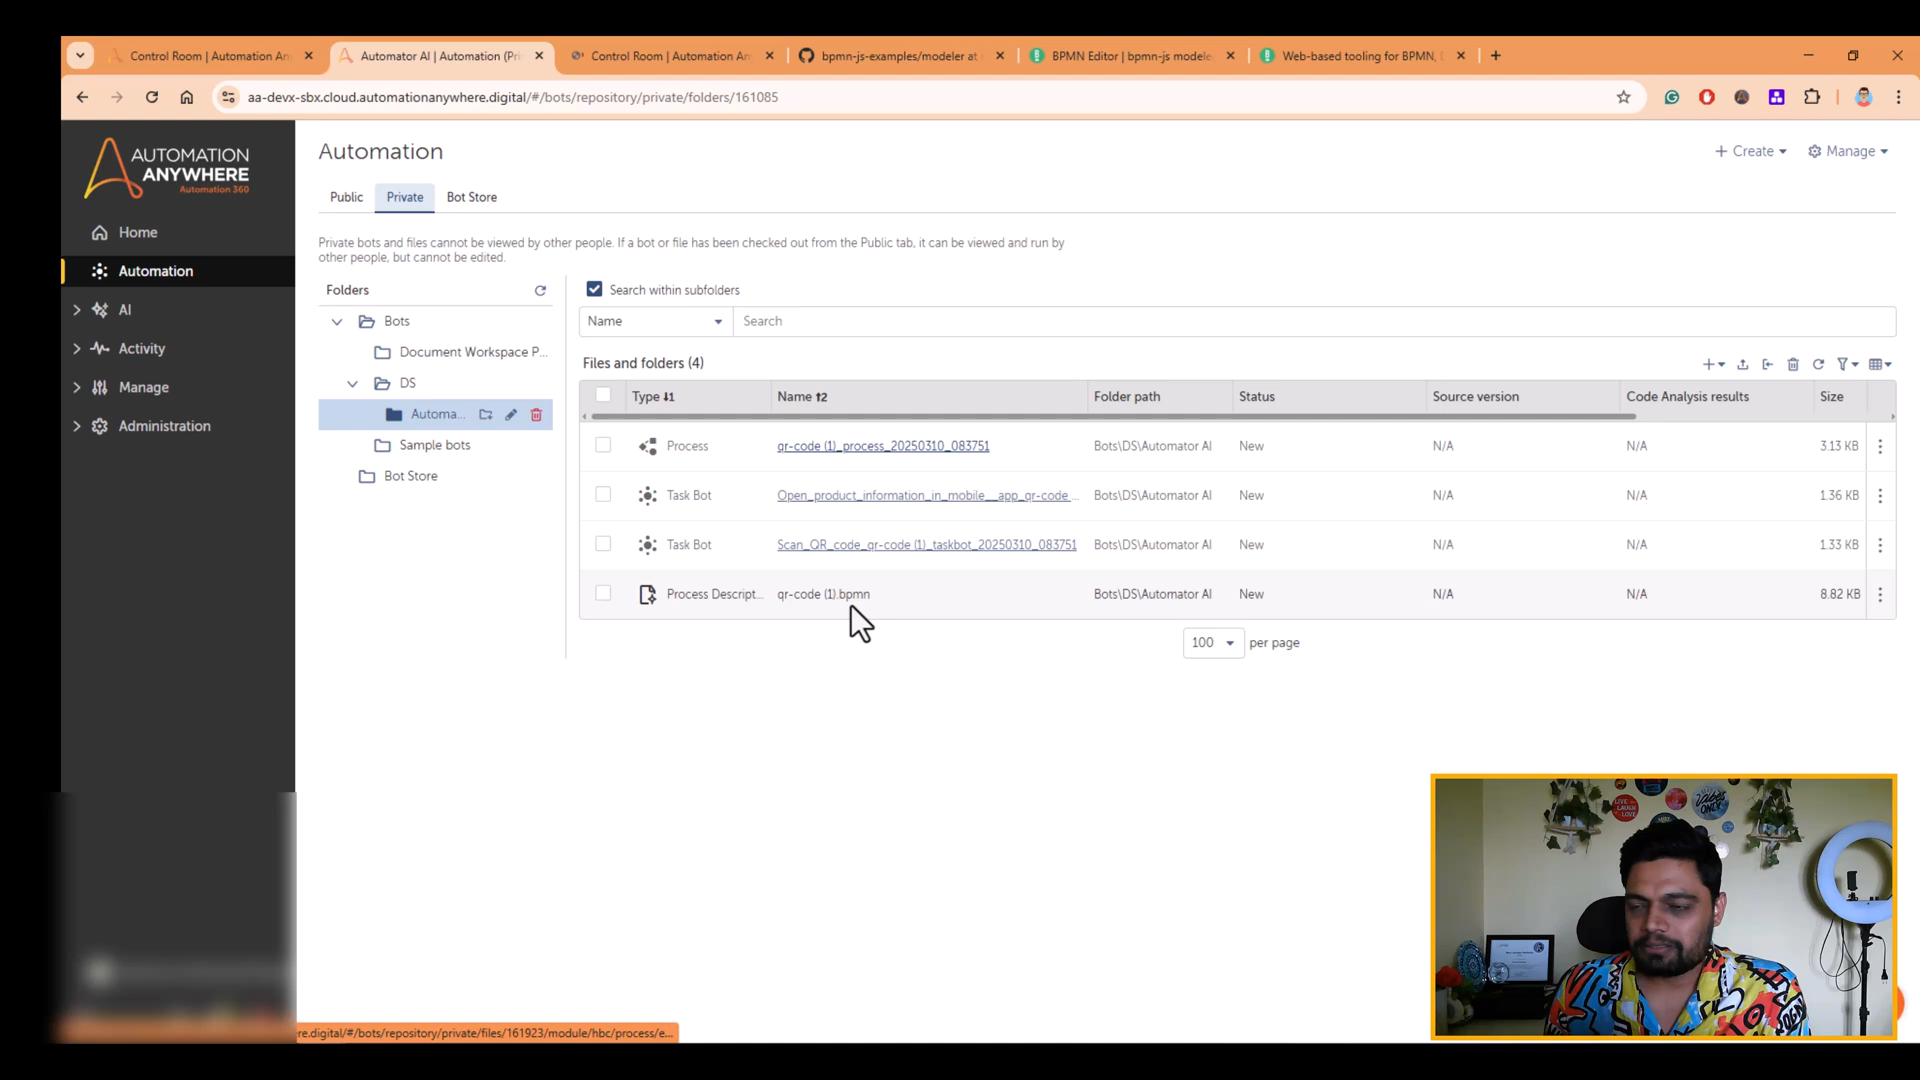 Control Room | Automation An
Automator AI | Automation (Pri
Control Room | Automation An
bpmn-js-examples/modeler at
BPMN Editor | bpmn-js modele
Web-based tooling for BPMN,
aa-devx-sbx.cloud.automationanywhere.digital/#/bots/repository/private/folders/161085
AUTOMATION
ANYWHERE
Automation 360
Home
Automation
AI
Activity
Manage
Administration
Automation
Create
Manage
Public
Private
Bot Store
Private bots and files cannot be viewed by other people. If a bot or file has been checked out from the Public tab, it can be viewed and run by
other people, but cannot be edited.
Folders
Bots
Document Workspace P...
DS
Automa...
Sample bots
Bot Store
Search within subfolders
Name
Search
Files and folders (4)
Type Name Folder path Status Source version Code Analysis results Size
Process qr-code (1)_process_20250310_083751 Bots\DS\Automator AI New N/A N/A 3.13 KB
Task Bot Open_product_information_in_mobile__app_qr-code_... Bots\DS\Automator AI New N/A N/A 1.36 KB
Task Bot Scan_QR_code_qr-code (1)_taskbot_20250310_083751 Bots\DS\Automator AI New N/A N/A 1.33 KB
Process Descript... qr-code (1).bpmn Bots\DS\Automator AI New N/A N/A 8.82 KB
100 per page
re.digital/#/bots/repository/private/files/161923/module/hbc/process/e...
LIVE
LAUGH
LOVE
Vibes
ONLY